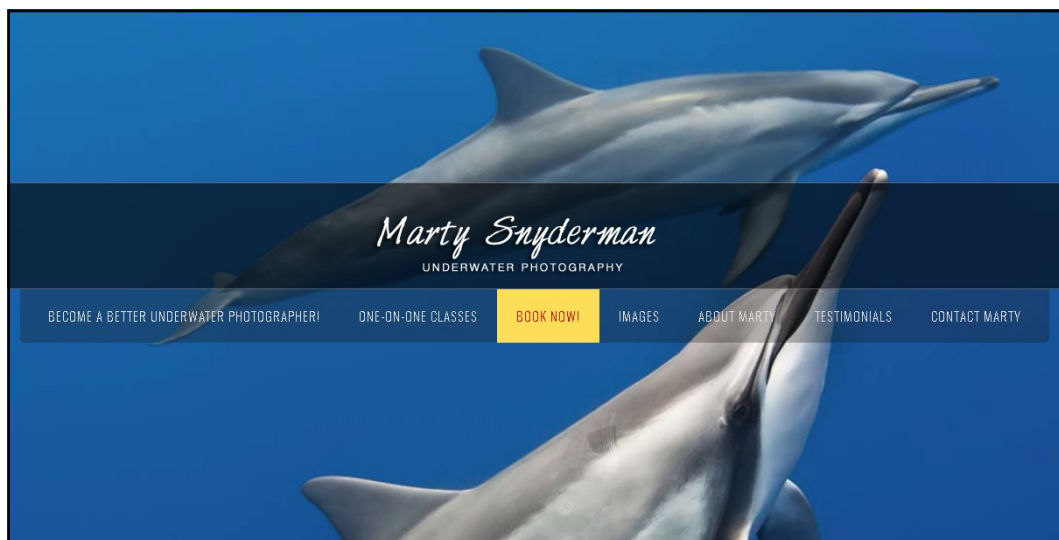 Marty Snyderman
UNDERWATER PHOTOGRAPHY
BECOME A BETTER UNDERWATER PHOTOGRAPHER! ONE-ON-ONE CLASSES BOOK NOW! IMAGES ABOUT MARTY TESTIMONIALS CONTACT MARTY